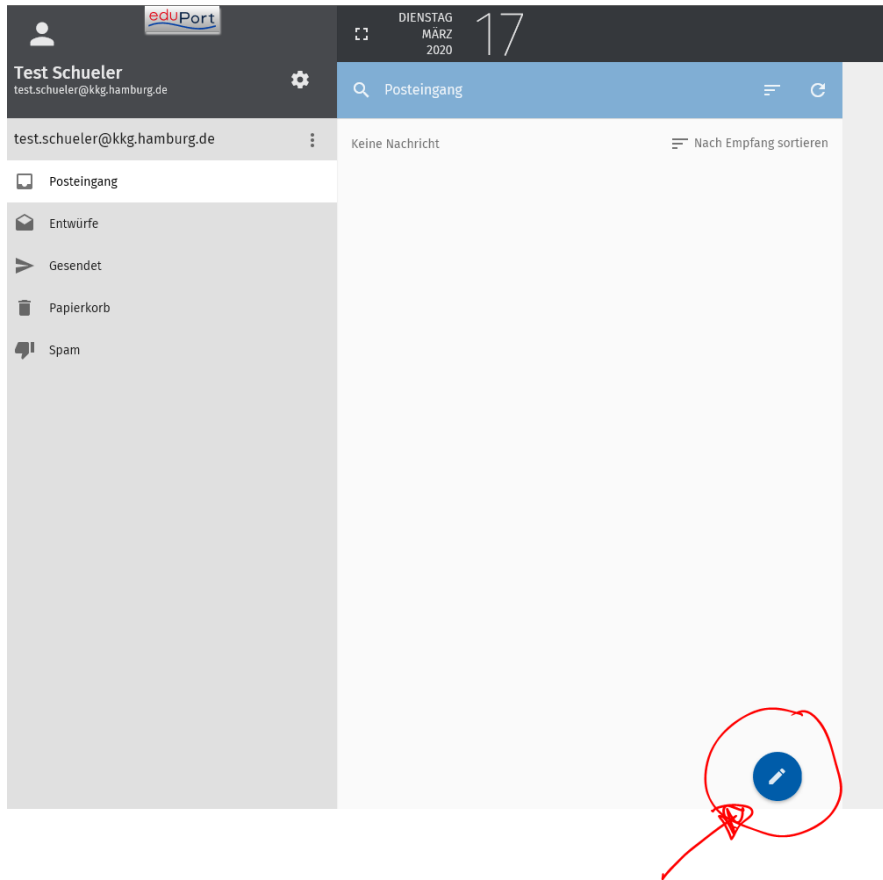 eduPort
Test Schueler
test.schueler@kkg.hamburg.de
DIENSTAG
MÄRZ
2020
17
test.schueler@kkg.hamburg.de
Posteingang
Entwürfe
Gesendet
Papierkorb
Spam
Posteingang
Keine Nachricht
Nach Empfang sortieren